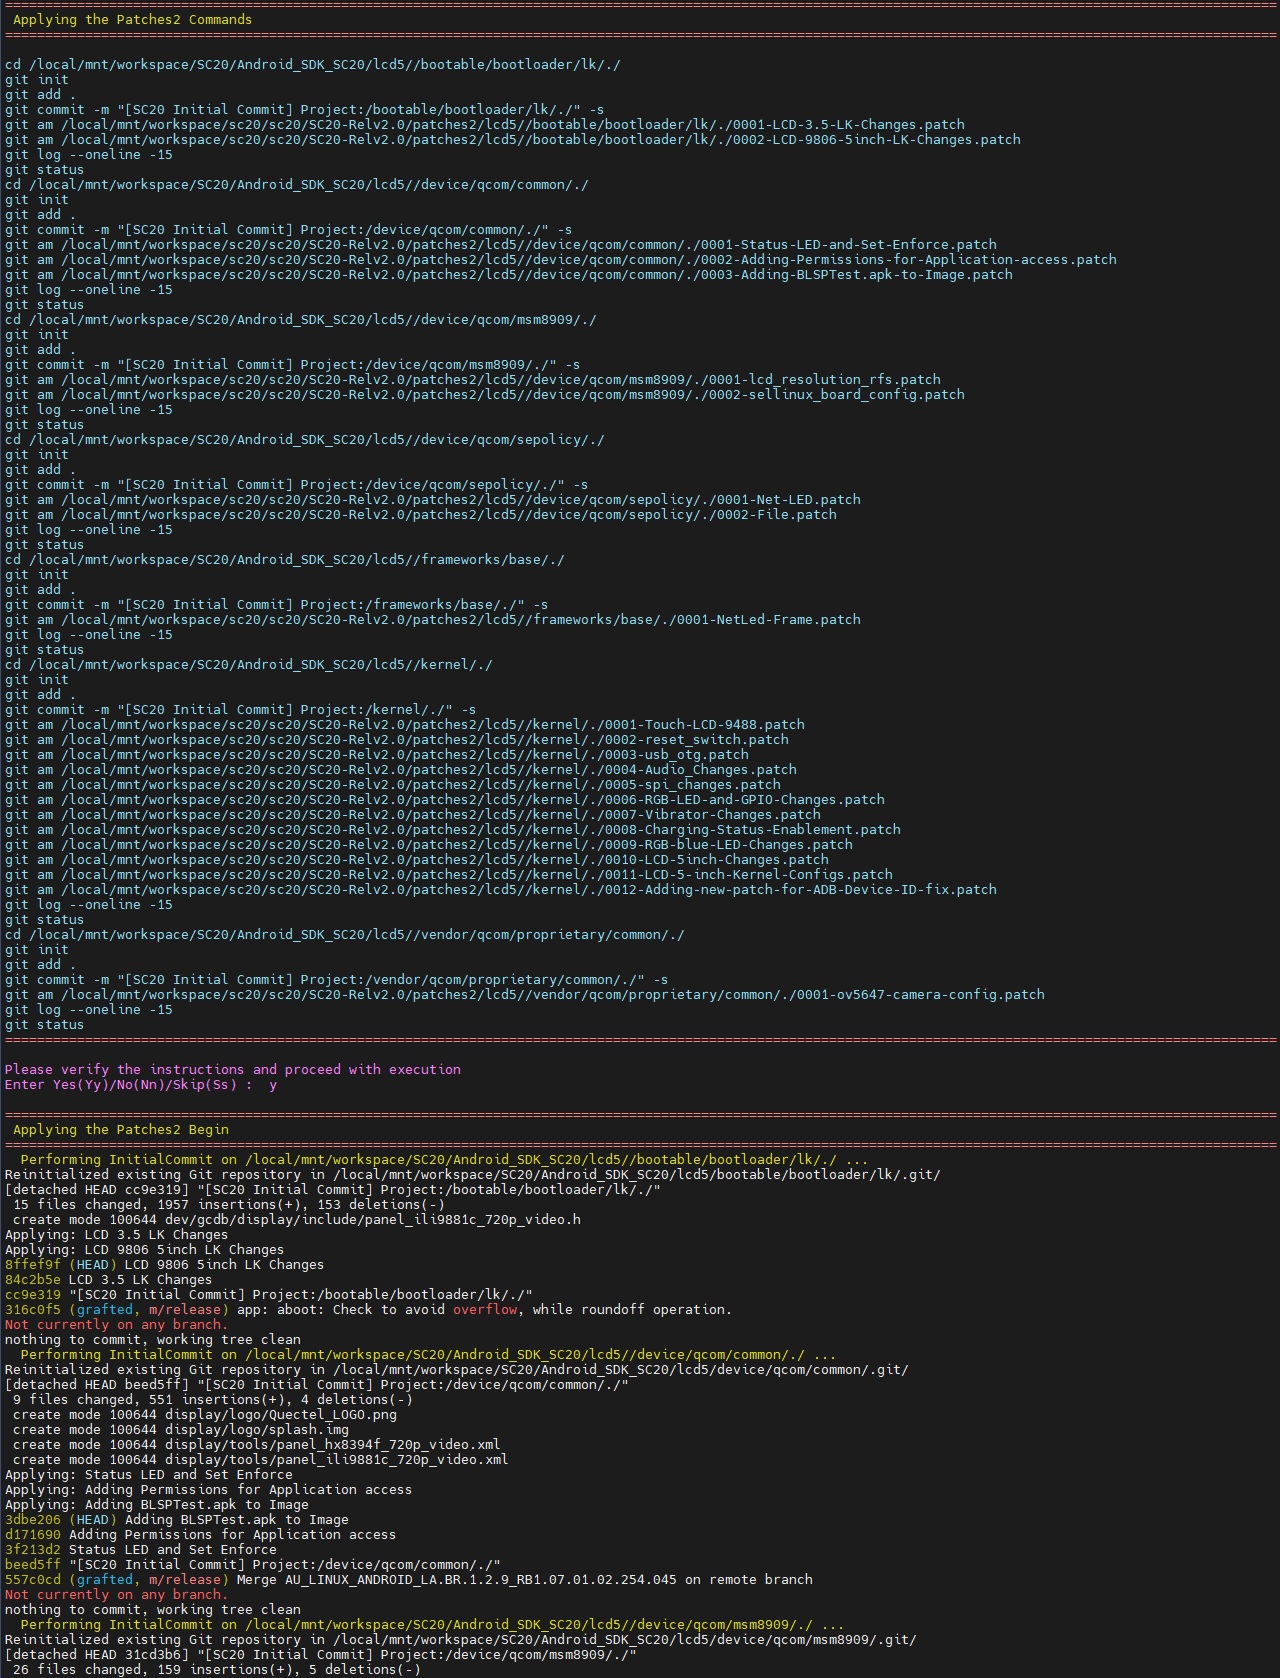 ==============================================================================================================================================================
 Applying the Patches2 Commands
==============================================================================================================================================================
cd /local/mnt/workspace/SC20/Android_SDK_SC20/lcd5//bootable/bootloader/lk/./
git init
git add .
git commit -m "[SC20 Initial Commit] Project:/bootable/bootloader/lk/./" -s
git am /local/mnt/workspace/sc20/sc20/SC20-Relv2.0/patches2/lcd5//bootable/bootloader/lk/./0001-LCD-3.5-LK-Changes.patch
git am /local/mnt/workspace/sc20/sc20/SC20-Relv2.0/patches2/lcd5//bootable/bootloader/lk/./0002-LCD-9806-5inch-LK-Changes.patch
git log --oneline -15
git status
cd /local/mnt/workspace/SC20/Android_SDK_SC20/lcd5//device/qcom/common/./
git init
git add .
git commit -m "[SC20 Initial Commit] Project:/device/qcom/common/./" -s
git am /local/mnt/workspace/sc20/sc20/SC20-Relv2.0/patches2/lcd5//device/qcom/common/./0001-Status-LED-and-Set-Enforce.patch
git am /local/mnt/workspace/sc20/sc20/SC20-Relv2.0/patches2/lcd5//device/qcom/common/./0002-Adding-Permissions-for-Application-access.patch
git am /local/mnt/workspace/sc20/sc20/SC20-Relv2.0/patches2/lcd5//device/qcom/common/./0003-Adding-BLSPTest.apk-to-Image.patch
git log --oneline -15
git status
cd /local/mnt/workspace/SC20/Android_SDK_SC20/lcd5//device/qcom/msm8909/./
git init
git add .
git commit -m "[SC20 Initial Commit] Project:/device/qcom/msm8909/./" -s
git am /local/mnt/workspace/sc20/sc20/SC20-Relv2.0/patches2/lcd5//device/qcom/msm8909/./0001-lcd_resolution_rfs.patch
git am /local/mnt/workspace/sc20/sc20/SC20-Relv2.0/patches2/lcd5//device/qcom/msm8909/./0002-sellinux_board_config.patch
git log --oneline -15
git status
cd /local/mnt/workspace/SC20/Android_SDK_SC20/lcd5//device/qcom/sepolicy/./
git init
git add .
git commit -m "[SC20 Initial Commit] Project:/device/qcom/sepolicy/./" -s
git am /local/mnt/workspace/sc20/sc20/SC20-Relv2.0/patches2/lcd5//device/qcom/sepolicy/./0001-Net-LED.patch
git am /local/mnt/workspace/sc20/sc20/SC20-Relv2.0/patches2/lcd5//device/qcom/sepolicy/./0002-File.patch
git log --oneline -15
git status
cd /local/mnt/workspace/SC20/Android_SDK_SC20/lcd5//frameworks/base/./
git init
git add .
git commit -m "[SC20 Initial Commit] Project:/frameworks/base/./" -s
git am /local/mnt/workspace/sc20/sc20/SC20-Relv2.0/patches2/lcd5//frameworks/base/./0001-NetLed-Frame.patch
git log --oneline -15
git status
cd /local/mnt/workspace/SC20/Android_SDK_SC20/lcd5//kernel/./
git init
git add .
git commit -m "[SC20 Initial Commit] Project:/kernel/./" -s
git am /local/mnt/workspace/sc20/sc20/SC20-Relv2.0/patches2/lcd5//kernel/./0001-Touch-LCD-9488.patch
git am /local/mnt/workspace/sc20/sc20/SC20-Relv2.0/patches2/lcd5//kernel/./0002-reset_switch.patch
git am /local/mnt/workspace/sc20/sc20/SC20-Relv2.0/patches2/lcd5//kernel/./0003-usb_otg.patch
git am /local/mnt/workspace/sc20/sc20/SC20-Relv2.0/patches2/lcd5//kernel/./0004-Audio_Changes.patch
git am /local/mnt/workspace/sc20/sc20/SC20-Relv2.0/patches2/lcd5//kernel/./0005-spi_changes.patch
git am /local/mnt/workspace/sc20/sc20/SC20-Relv2.0/patches2/lcd5//kernel/./0006-RGB-LED-and-GPIO-Changes.patch
git am /local/mnt/workspace/sc20/sc20/SC20-Relv2.0/patches2/lcd5//kernel/./0007-Vibrator-Changes.patch
git am /local/mnt/workspace/sc20/sc20/SC20-Relv2.0/patches2/lcd5//kernel/./0008-Charging-Status-Enablement.patch
git am /local/mnt/workspace/sc20/sc20/SC20-Relv2.0/patches2/lcd5//kernel/./0009-RGB-blue-LED-Changes.patch
git am /local/mnt/workspace/sc20/sc20/SC20-Relv2.0/patches2/lcd5//kernel/./0010-LCD-5inch-Changes.patch
git am /local/mnt/workspace/sc20/sc20/SC20-Relv2.0/patches2/lcd5//kernel/./0011-LCD-5-inch-Kernel-Configs.patch
git am /local/mnt/workspace/sc20/sc20/SC20-Relv2.0/patches2/lcd5//kernel/./0012-Adding-new-patch-for-ADB-Device-ID-fix.patch
git log --oneline -15
git status
cd /local/mnt/workspace/SC20/Android_SDK_SC20/lcd5//vendor/qcom/proprietary/common/./
git init
git add .
git commit -m "[SC20 Initial Commit] Project:/vendor/qcom/proprietary/common/./" -s
git am /local/mnt/workspace/sc20/sc20/SC20-Relv2.0/patches2/lcd5//vendor/qcom/proprietary/common/./0001-ov5647-camera-config.patch
git log --oneline -15
git status
==============================================================================================================================================================
Please verify the instructions and proceed with execution
Enter Yes(Yy)/No(Nn)/Skip(Ss) :  y
==============================================================================================================================================================
 Applying the Patches2 Begin
==============================================================================================================================================================
  Performing InitialCommit on /local/mnt/workspace/SC20/Android_SDK_SC20/lcd5//bootable/bootloader/lk/./ ...
Reinitialized existing Git repository in /local/mnt/workspace/SC20/Android_SDK_SC20/lcd5/bootable/bootloader/lk/.git/
[detached HEAD cc9e319] "[SC20 Initial Commit] Project:/bootable/bootloader/lk/./"
 15 files changed, 1957 insertions(+), 153 deletions(-)
 create mode 100644 dev/gcdb/display/include/panel_ili9881c_720p_video.h
Applying: LCD 3.5 LK Changes
Applying: LCD 9806 5inch LK Changes
8ffef9f (HEAD) LCD 9806 5inch LK Changes
84c2b5e LCD 3.5 LK Changes
cc9e319 "[SC20 Initial Commit] Project:/bootable/bootloader/lk/./"
316c0f5 (grafted, m/release) app: aboot: Check to avoid overflow, while roundoff operation.
Not currently on any branch.
nothing to commit, working tree clean
  Performing InitialCommit on /local/mnt/workspace/SC20/Android_SDK_SC20/lcd5//device/qcom/common/./ ...
Reinitialized existing Git repository in /local/mnt/workspace/SC20/Android_SDK_SC20/lcd5/device/qcom/common/.git/
[detached HEAD beed5ff] "[SC20 Initial Commit] Project:/device/qcom/common/./"
 9 files changed, 551 insertions(+), 4 deletions(-)
 create mode 100644 display/logo/Quectel_LOGO.png
 create mode 100644 display/logo/splash.img
 create mode 100644 display/tools/panel_hx8394f_720p_video.xml
 create mode 100644 display/tools/panel_ili9881c_720p_video.xml
Applying: Status LED and Set Enforce
Applying: Adding Permissions for Application access
Applying: Adding BLSPTest.apk to Image
3dbe206 (HEAD) Adding BLSPTest.apk to Image
d171690 Adding Permissions for Application access
3f213d2 Status LED and Set Enforce
beed5ff "[SC20 Initial Commit] Project:/device/qcom/common/./"
557c0cd (grafted, m/release) Merge AU_LINUX_ANDROID_LA.BR.1.2.9_RB1.07.01.02.254.045 on remote branch
Not currently on any branch.
nothing to commit, working tree clean
  Performing InitialCommit on /local/mnt/workspace/SC20/Android_SDK_SC20/lcd5//device/qcom/msm8909/./ ...
Reinitialized existing Git repository in /local/mnt/workspace/SC20/Android_SDK_SC20/lcd5/device/qcom/msm8909/.git/
[detached HEAD 31cd3b6] "[SC20 Initial Commit] Project:/device/qcom/msm8909/./"
 26 files changed, 159 insertions(+), 5 deletions(-)